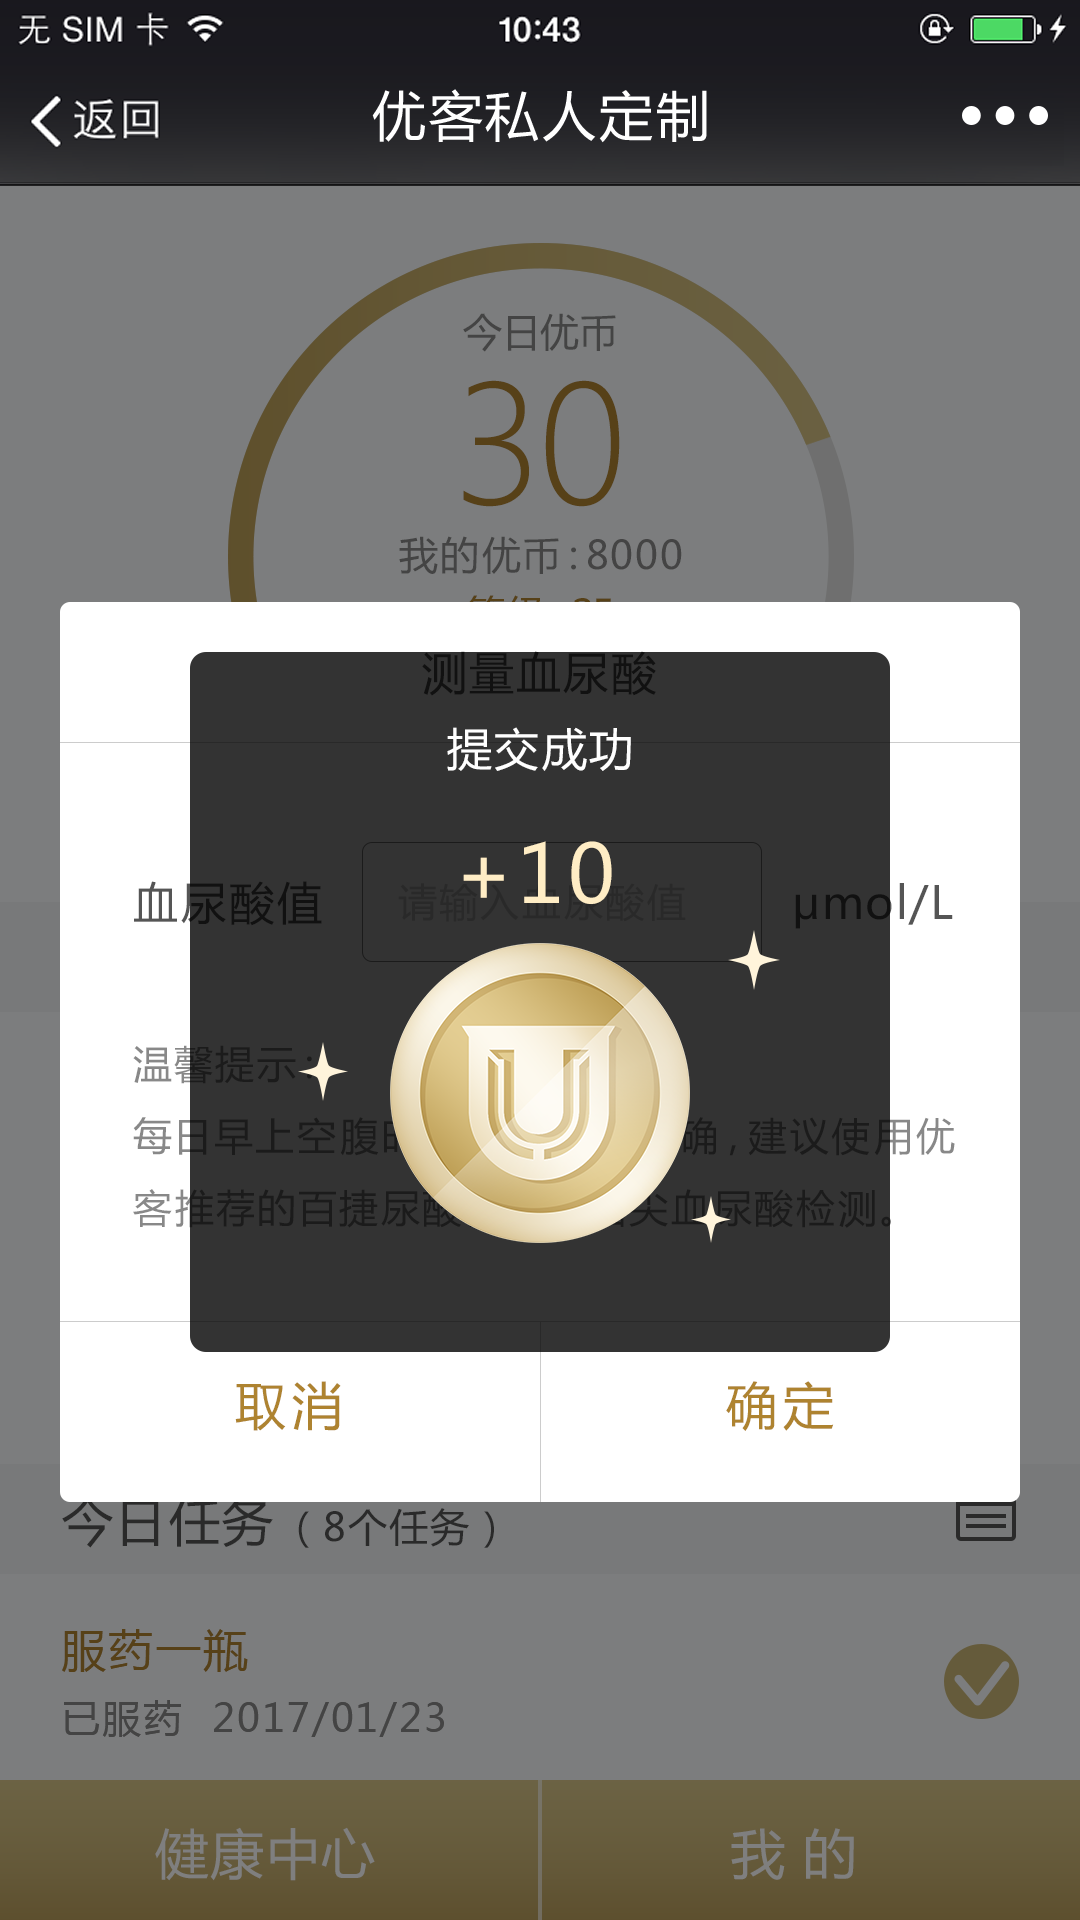 无 SIM 卡 10:43
返回 优客私人定制
今日优币
30
我的优币:8000
测量血尿酸
提交成功
+10
血尿酸值 请输入血尿酸值 μmol/L
温馨提示:
每日早上空腹 确,建议使用优
客推荐的百捷尿酸 尖血尿酸检测。
取消 确定
今日任务(8个任务)
服药一瓶
已服药 2017/01/23
健康中心 我的